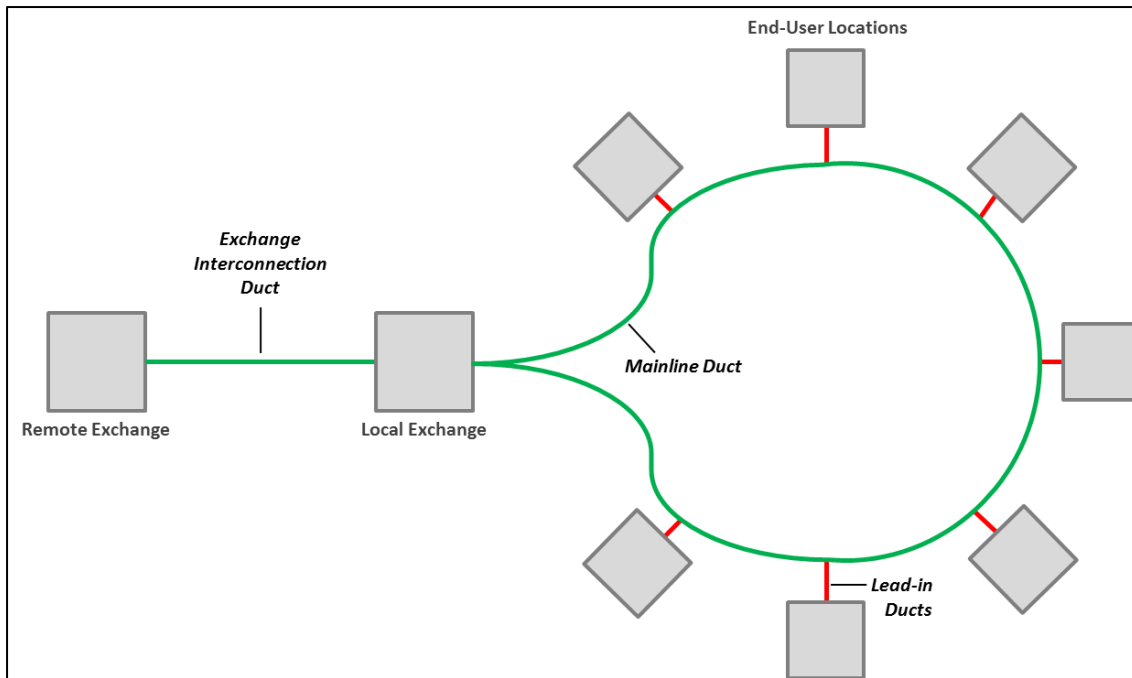 End-User Locations
Exchange
Interconnection
Duct
Mainline Duct
Remote Exchange
Local Exchange
Lead-in
Ducts